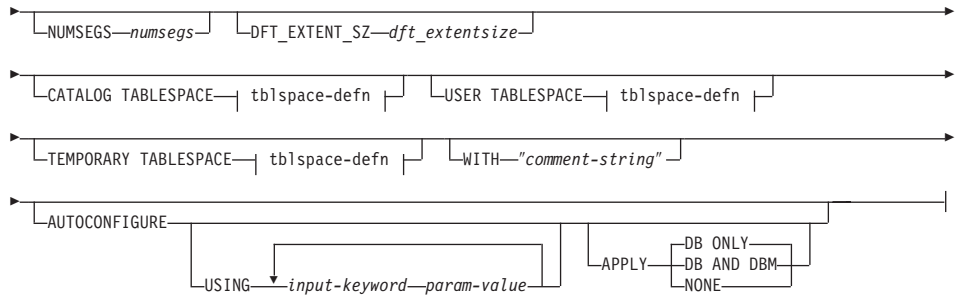 NUMSEGS numsegs DFT_EXTENT_SZ dft_extentsize
CATALOG TABLESPACE tblspace-defn USER TABLESPACE tblspace-defn
TEMPORARY TABLESPACE tblspace-defn WITH "comment-string"
AUTOCONFIGURE
DB ONLY
APPLY DB AND DBM
USING input-keyword param-value NONE